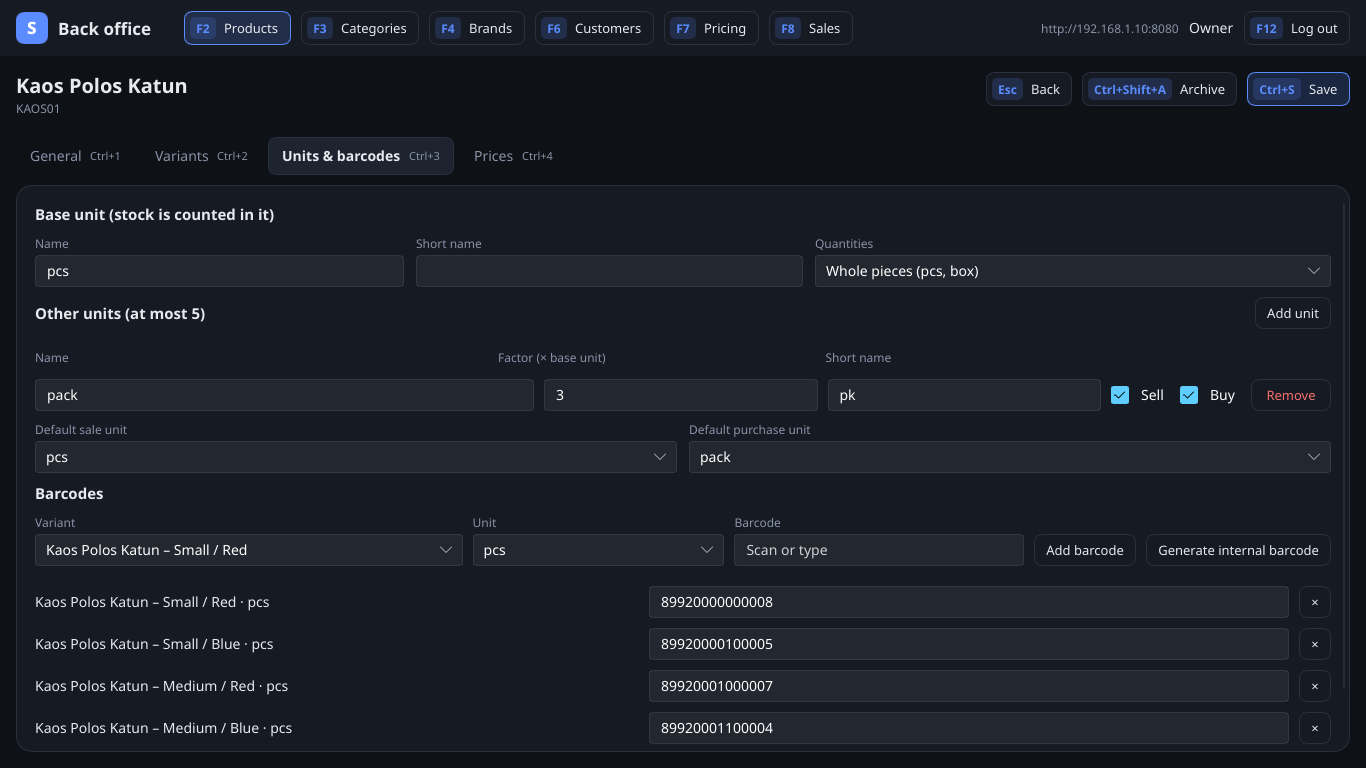 S Back office F2 Products F3 Categories F4 Brands F6 Customers F7 Pricing F8 Sales http://192.168.1.10:8080 Owner F12 Log out
Kaos Polos Katun
KAOS01
Esc Back Ctrl+Shift+A Archive Ctrl+S Save
General Ctrl+1 Variants Ctrl+2 Units & barcodes Ctrl+3 Prices Ctrl+4
Base unit (stock is counted in it)
Name Short name Quantities
pcs Whole pieces (pcs, box)
Other units (at most 5) Add unit
Name Factor (× base unit) Short name
pack 3 pk Sell Buy Remove
Default sale unit Default purchase unit
pcs pack
Barcodes
Variant Unit Barcode
Kaos Polos Katun – Small / Red pcs Scan or type Add barcode Generate internal barcode
Kaos Polos Katun – Small / Red · pcs 89920000000008 ×
Kaos Polos Katun – Small / Blue · pcs 89920000100005 ×
Kaos Polos Katun – Medium / Red · pcs 89920001000007 ×
Kaos Polos Katun – Medium / Blue · pcs 89920001100004 ×